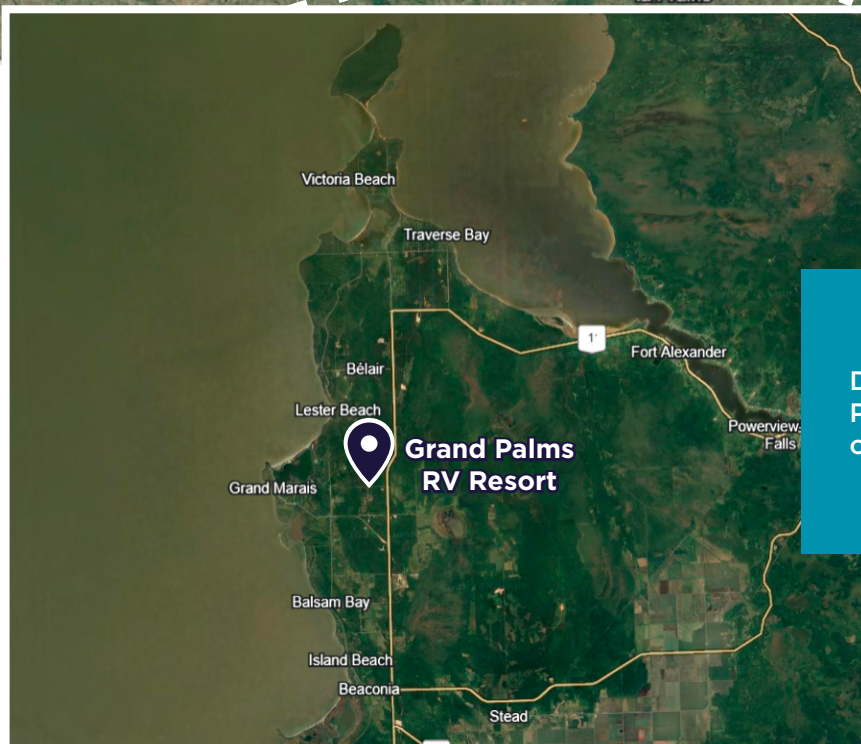 Victoria Beach
Traverse Bay
Fort Alexander
Bélair
Lester Beach
Powerview-
Falls
Grand Palms
RV Resort
Grand Marais
Balsam Bay
Island Beach
Beaconia
Stead